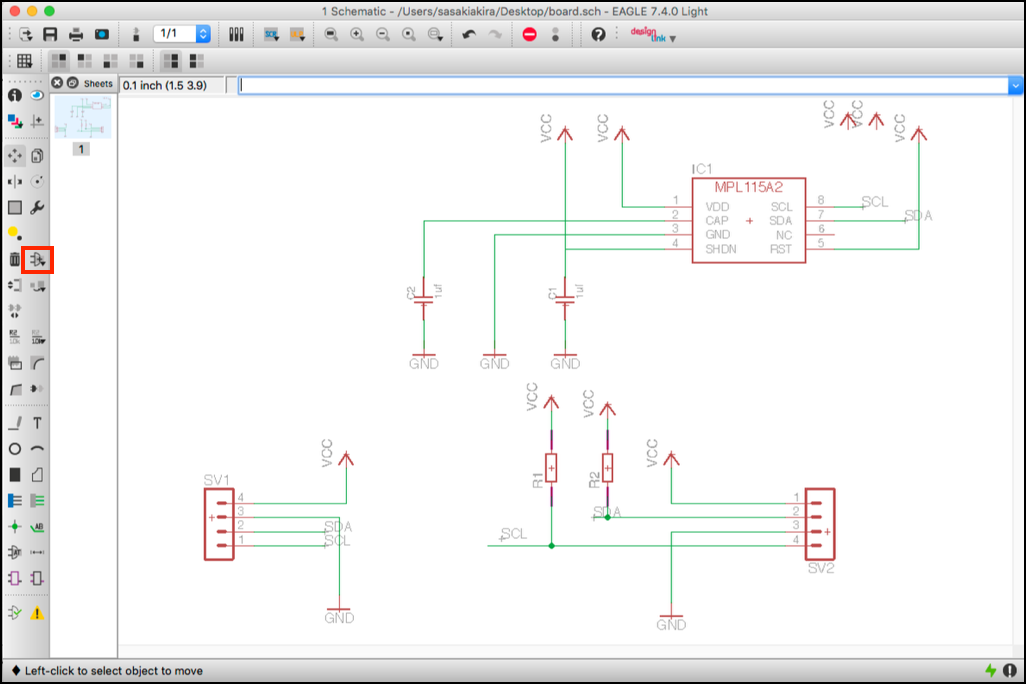 1 Schematic - /Users/sasakiakira/Desktop/board.sch - EAGLE 7.4.0 Light
1/1
design link
Sheets
0.1 inch (1.5 3.9)
1
VCC
VCC
VCC
VCC
VCC
IC1
MPL115A2
1 VDD SCL 8 SCL
2 CAP SDA 7 SDA
3 GND NC 6
4 SHDN RST 5
C2 1uf
C1 1uf
GND
GND
GND
VCC
VCC
VCC
VCC
R1
R2
SV1
4
3
2 SDA
1 SCL
GND
SCL
SDA
1
2
3
4
SV2
GND
Left-click to select object to move